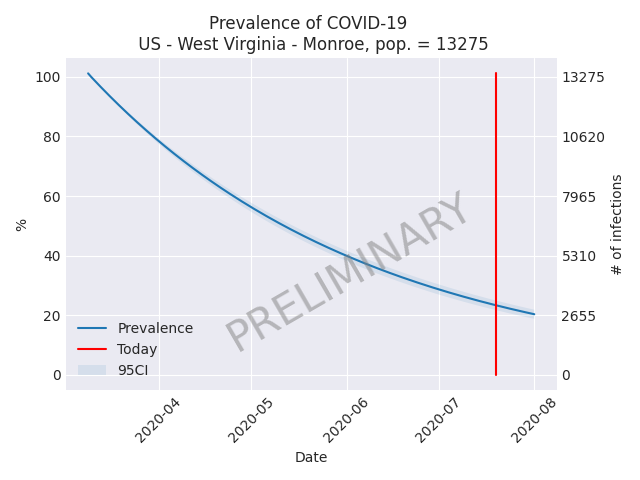 Prevalence of COVID-19
US - West Virginia - Monroe, pop. = 13275
100
80
60
40
20
0
%
13275
10620
7965
5310
2655
0
# of infections
PRELIMINARY
Prevalence
Today
95CI
2020-04
2020-05
2020-06
2020-07
2020-08
Date